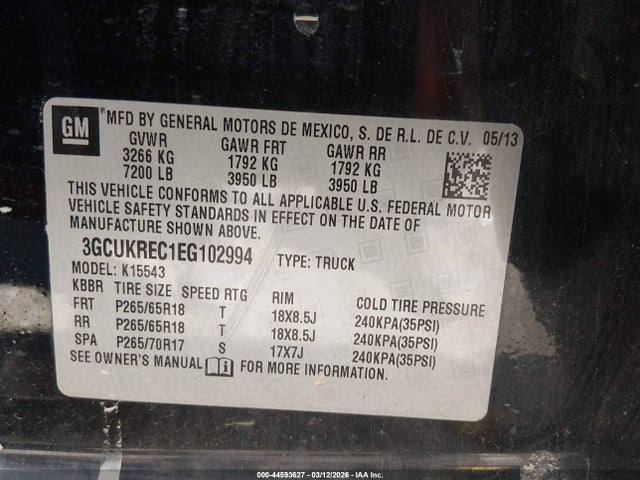 GM ® MFD BY GENERAL MOTORS DE MEXICO, S. DE R.L. DE C.V. 05/13
GVWR GAWR FRT GAWR RR
3266 KG 1792 KG 1792 KG
7200 LB 3950 LB 3950 LB
THIS VEHICLE CONFORMS TO ALL APPLICABLE U.S. FEDERAL MOTOR
VEHICLE SAFETY STANDARDS IN EFFECT ON THE DATE OF
MANUFACTURE SHOWN ABOVE.
3GCUKREC1EG102994 TYPE: TRUCK
MODEL: K15543
KBBR TIRE SIZE SPEED RTG RIM COLD TIRE PRESSURE
FRT P265/65R18 T 18X8.5J 240KPA(35PSI)
RR P265/65R18 T 18X8.5J 240KPA(35PSI)
SPA P265/70R17 S 17X7J 240KPA(35PSI)
SEE OWNER'S MANUAL FOR MORE INFORMATION.
000-44593627 - 03/12/2026 - IAA Inc.